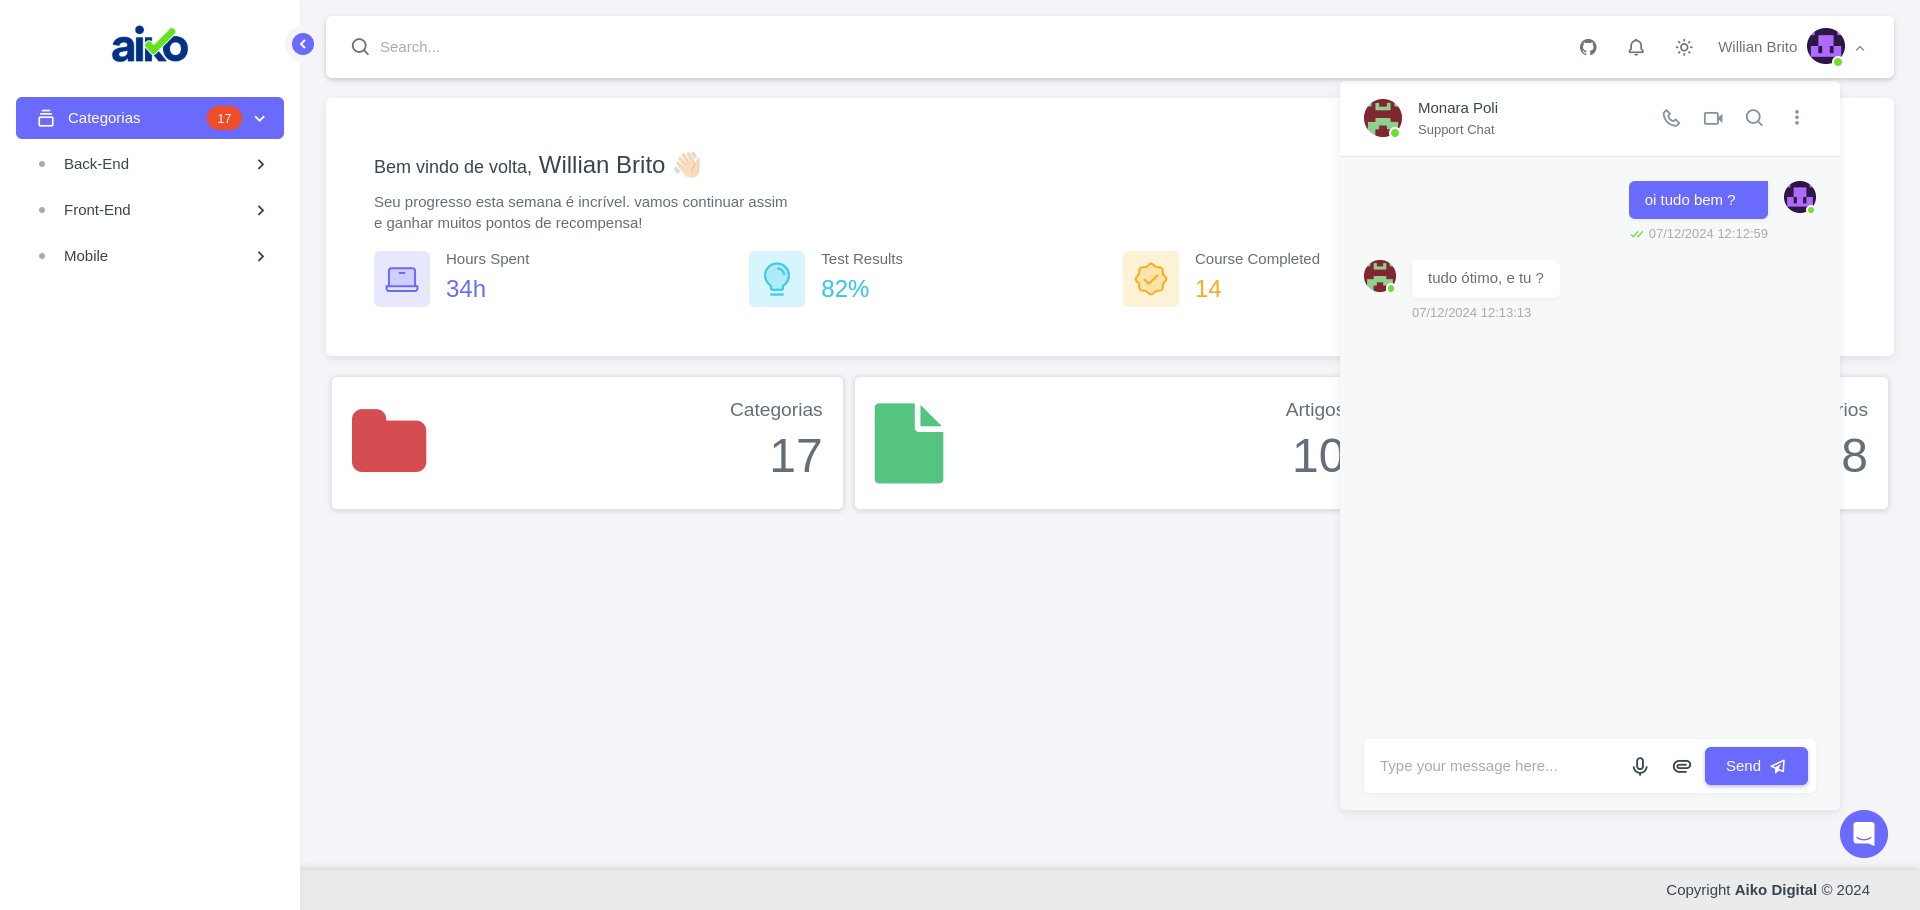 aiko
Categorias 17
Back-End
Front-End
Mobile
Search...
Willian Brito
Bem vindo de volta, Willian Brito 👋🏻
Seu progresso esta semana é incrível. vamos continuar assim
e ganhar muitos pontos de recompensa!
Hours Spent
34h
Test Results
82%
Course Completed
14
Categorias
17
Artigos
10
rios
8
Monara Poli
Support Chat
oi tudo bem ?
07/12/2024 12:12:59
tudo ótimo, e tu ?
07/12/2024 12:13:13
Type your message here...
Send
Copyright Aiko Digital © 2024